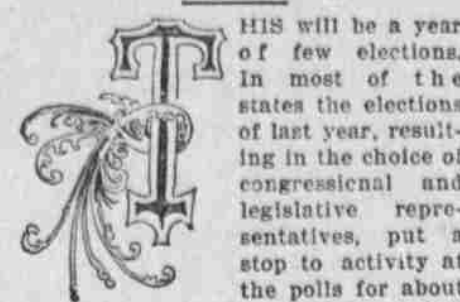 THIS will be a year
of few elections.
In most of the
states the elections
of last year, result-
ing in the choice of
congressicnal and
legislative repre-
sentatives, put a
stop to activity at
the polls for about